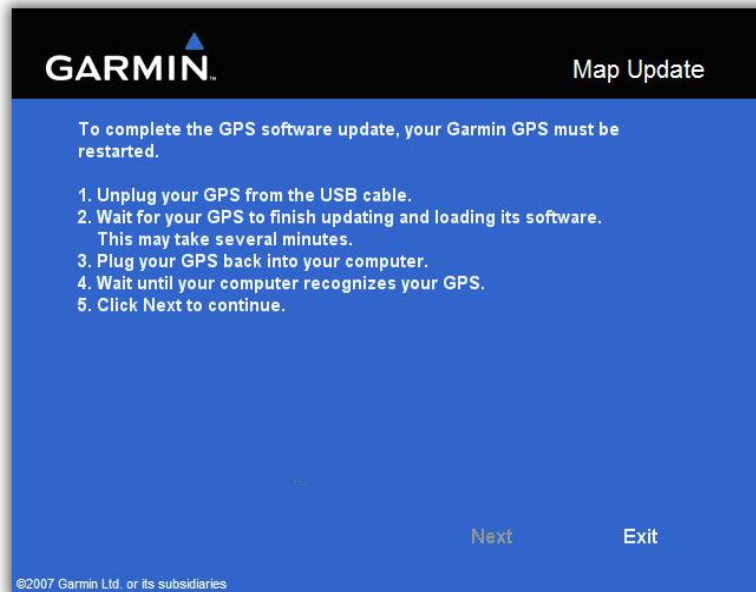 GARMIN™
Map Update
To complete the GPS software update, your Garmin GPS must be
restarted.
1. Unplug your GPS from the USB cable.
2. Wait for your GPS to finish updating and loading its software.
This may take several minutes.
3. Plug your GPS back into your computer.
4. Wait until your computer recognizes your GPS.
5. Click Next to continue.
Next
Exit
©2007 Garmin Ltd. or its subsidiaries